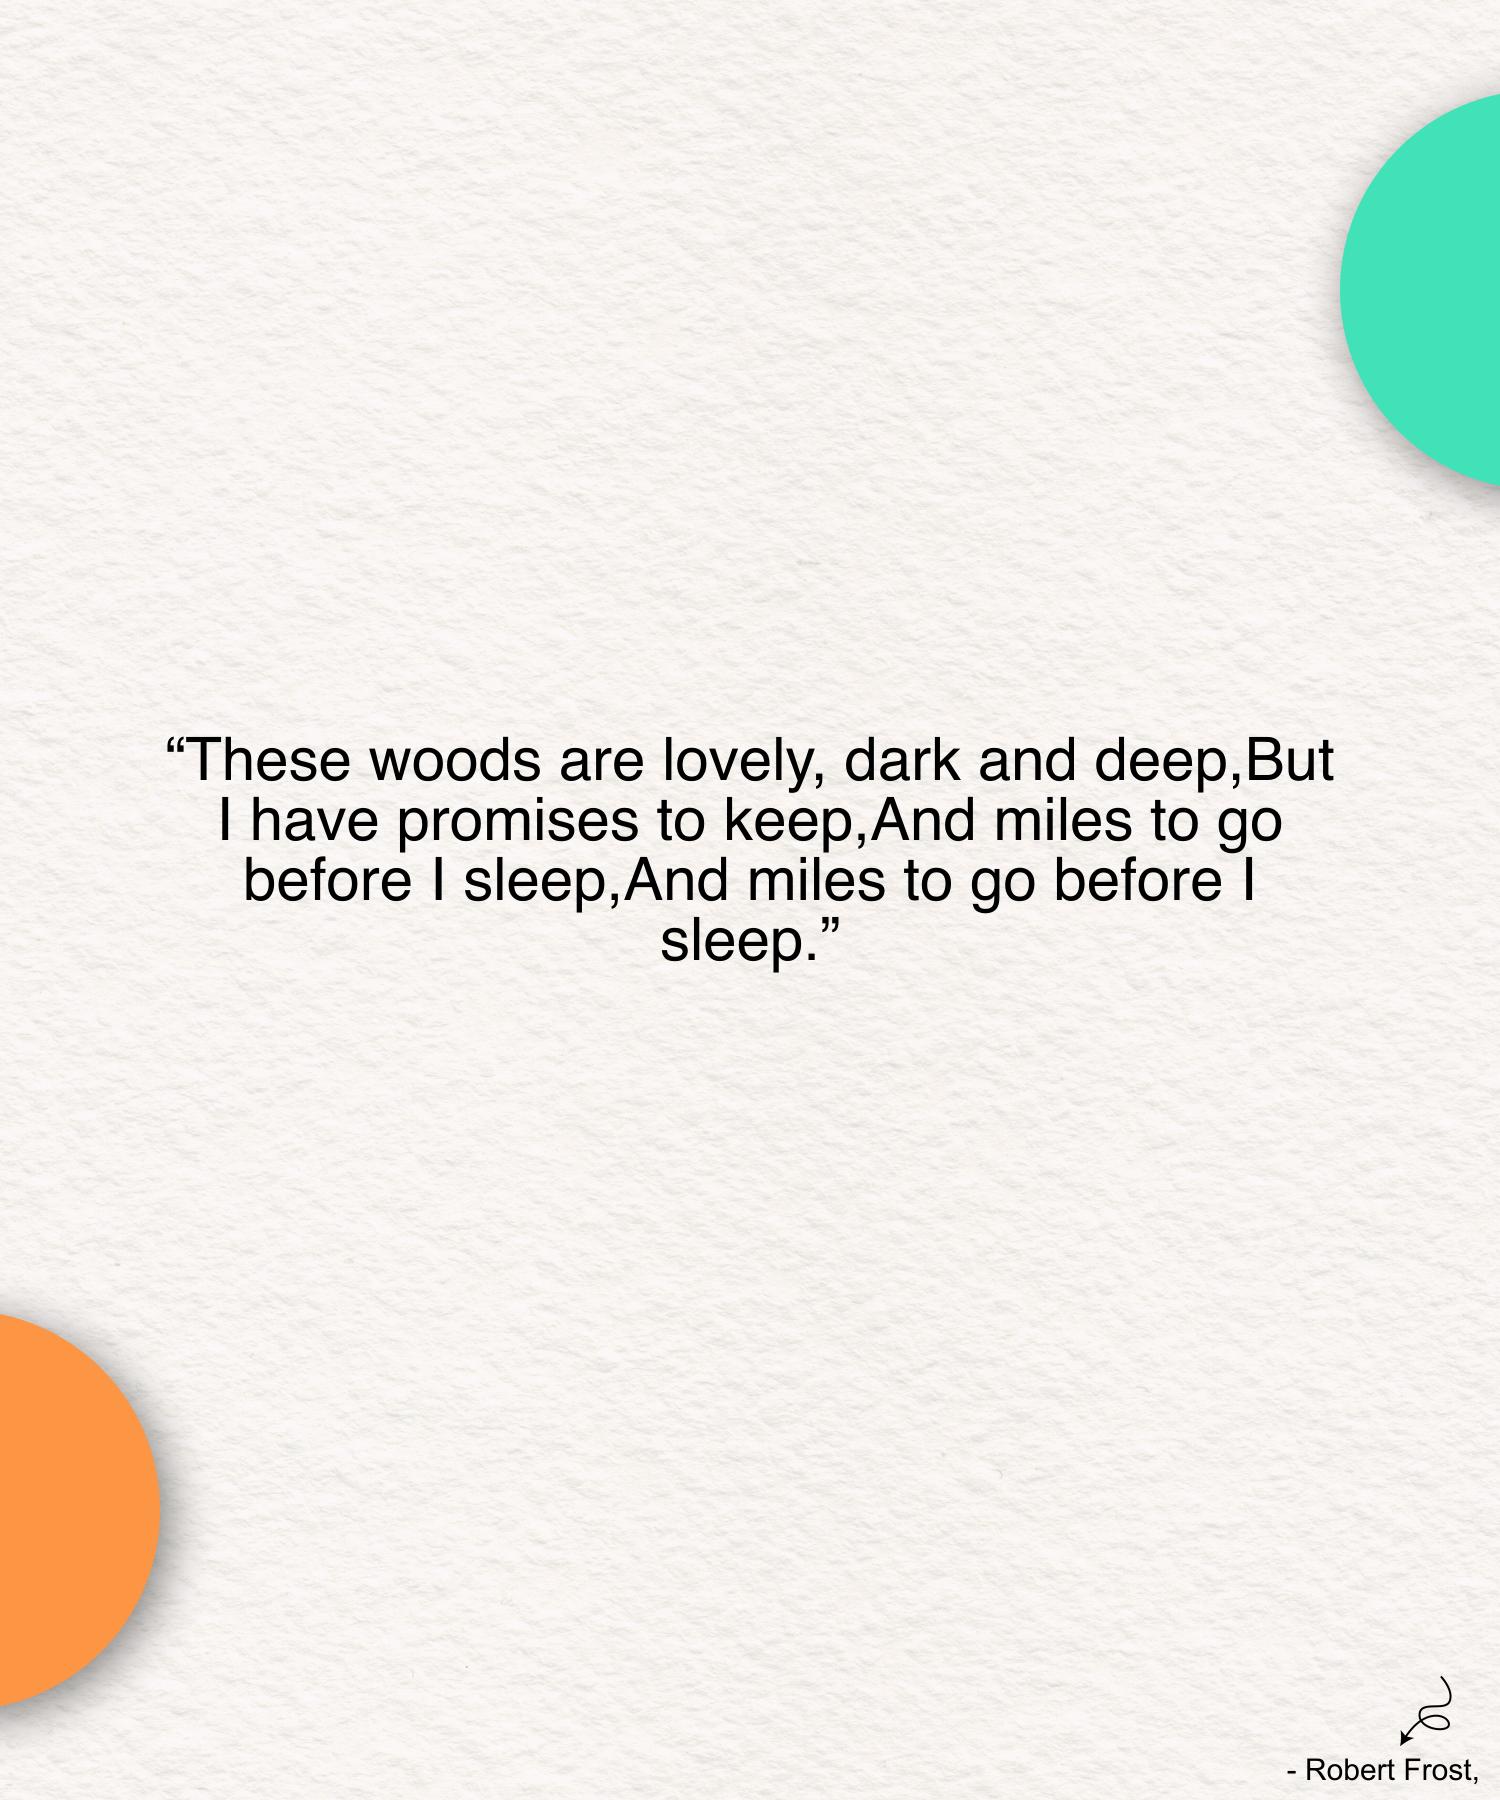 “These woods are lovely, dark and deep,But
I have promises to keep,And miles to go
before I sleep,And miles to go before I
sleep.”
- Robert Frost,